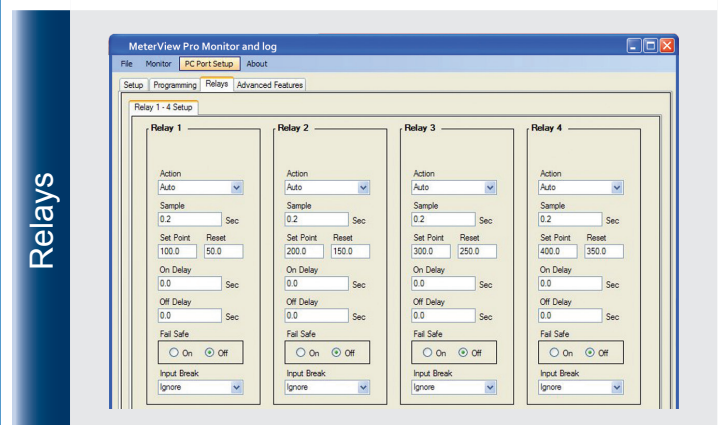 Relays
MeterView Pro Monitor and log
File Monitor PC Port Setup About
Setup Programming Relays Advanced Features
Relay 1 - 4 Setup
Relay 1 Relay 2 Relay 3 Relay 4
Action Action Action Action
Auto Auto Auto Auto
Sample Sample Sample Sample
0.2 Sec 0.2 Sec 0.2 Sec 0.2 Sec
Set Point Reset Set Point Reset Set Point Reset Set Point Reset
100.0 50.0 200.0 150.0 300.0 250.0 400.0 350.0
On Delay On Delay On Delay On Delay
0.0 Sec 0.0 Sec 0.0 Sec 0.0 Sec
Off Delay Off Delay Off Delay Off Delay
0.0 Sec 0.0 Sec 0.0 Sec 0.0 Sec
Fail Safe Fail Safe Fail Safe Fail Safe
On Off On Off On Off On Off
Input Break Input Break Input Break Input Break
Ignore Ignore Ignore Ignore